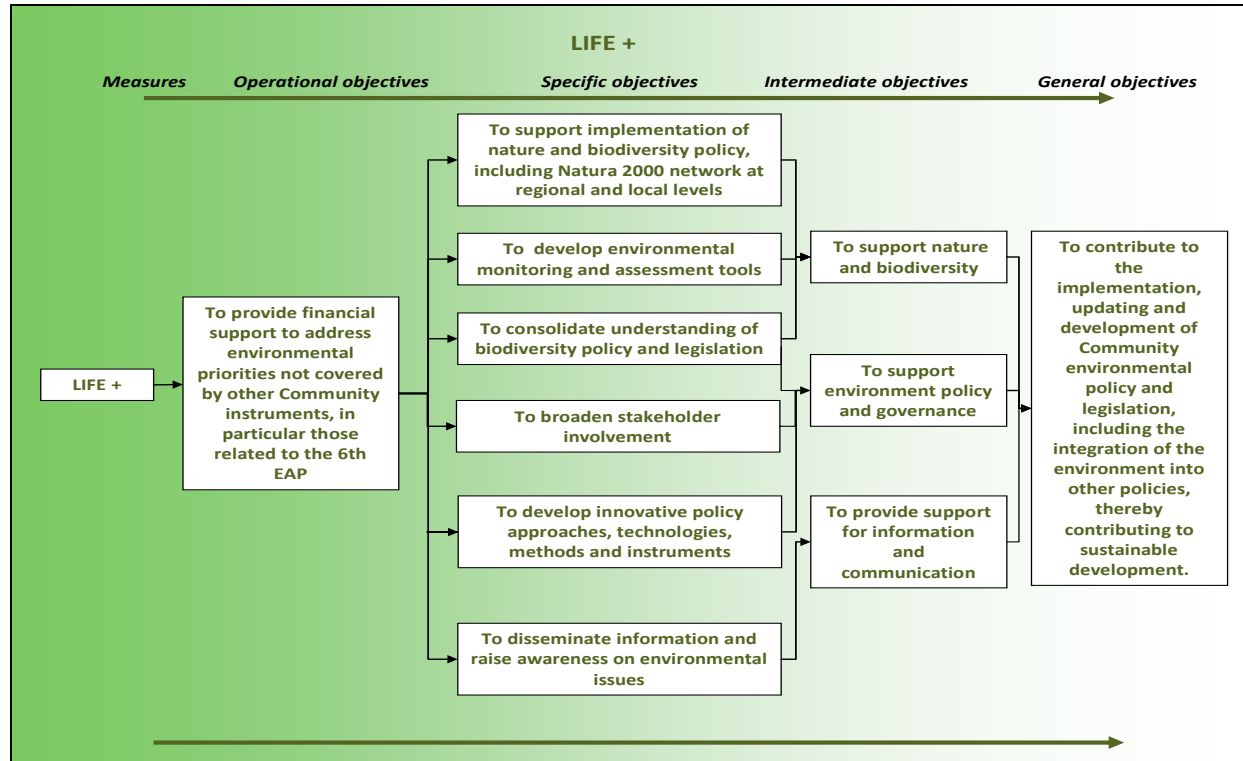 LIFE +
Measures Operational objectives Specific objectives Intermediate objectives General objectives
LIFE +
To provide financial
support to address
environmental
priorities not covered
by other Community
instruments, in
particular those
related to the 6th
EAP
To support implementation of
nature and biodiversity policy,
including Natura 2000 network at
regional and local levels
To develop environmental
monitoring and assessment tools
To consolidate understanding of
biodiversity policy and legislation
To broaden stakeholder
involvement
To develop innovative policy
approaches, technologies,
methods and instruments
To disseminate information and
raise awareness on environmental
issues
To support nature
and biodiversity
To support
environment policy
and governance
To provide support
for information
and
communication
To contribute to
the
implementation,
updating and
development of
Community
environmental
policy and
legislation,
including the
integration of the
environment into
other policies,
thereby
contributing to
sustainable
development.